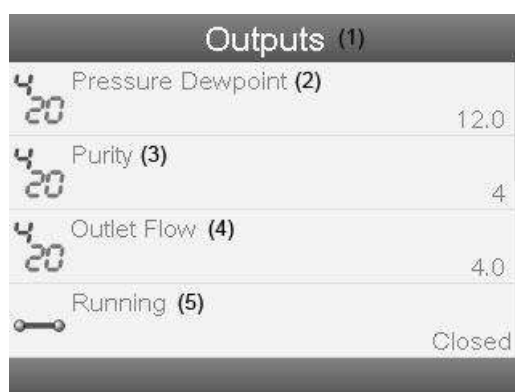 Outputs (1)
4 20 Pressure Dewpoint (2)
12.0
4 20 Purity (3)
4
4 20 Outlet Flow (4)
4.0
Running (5)
Closed